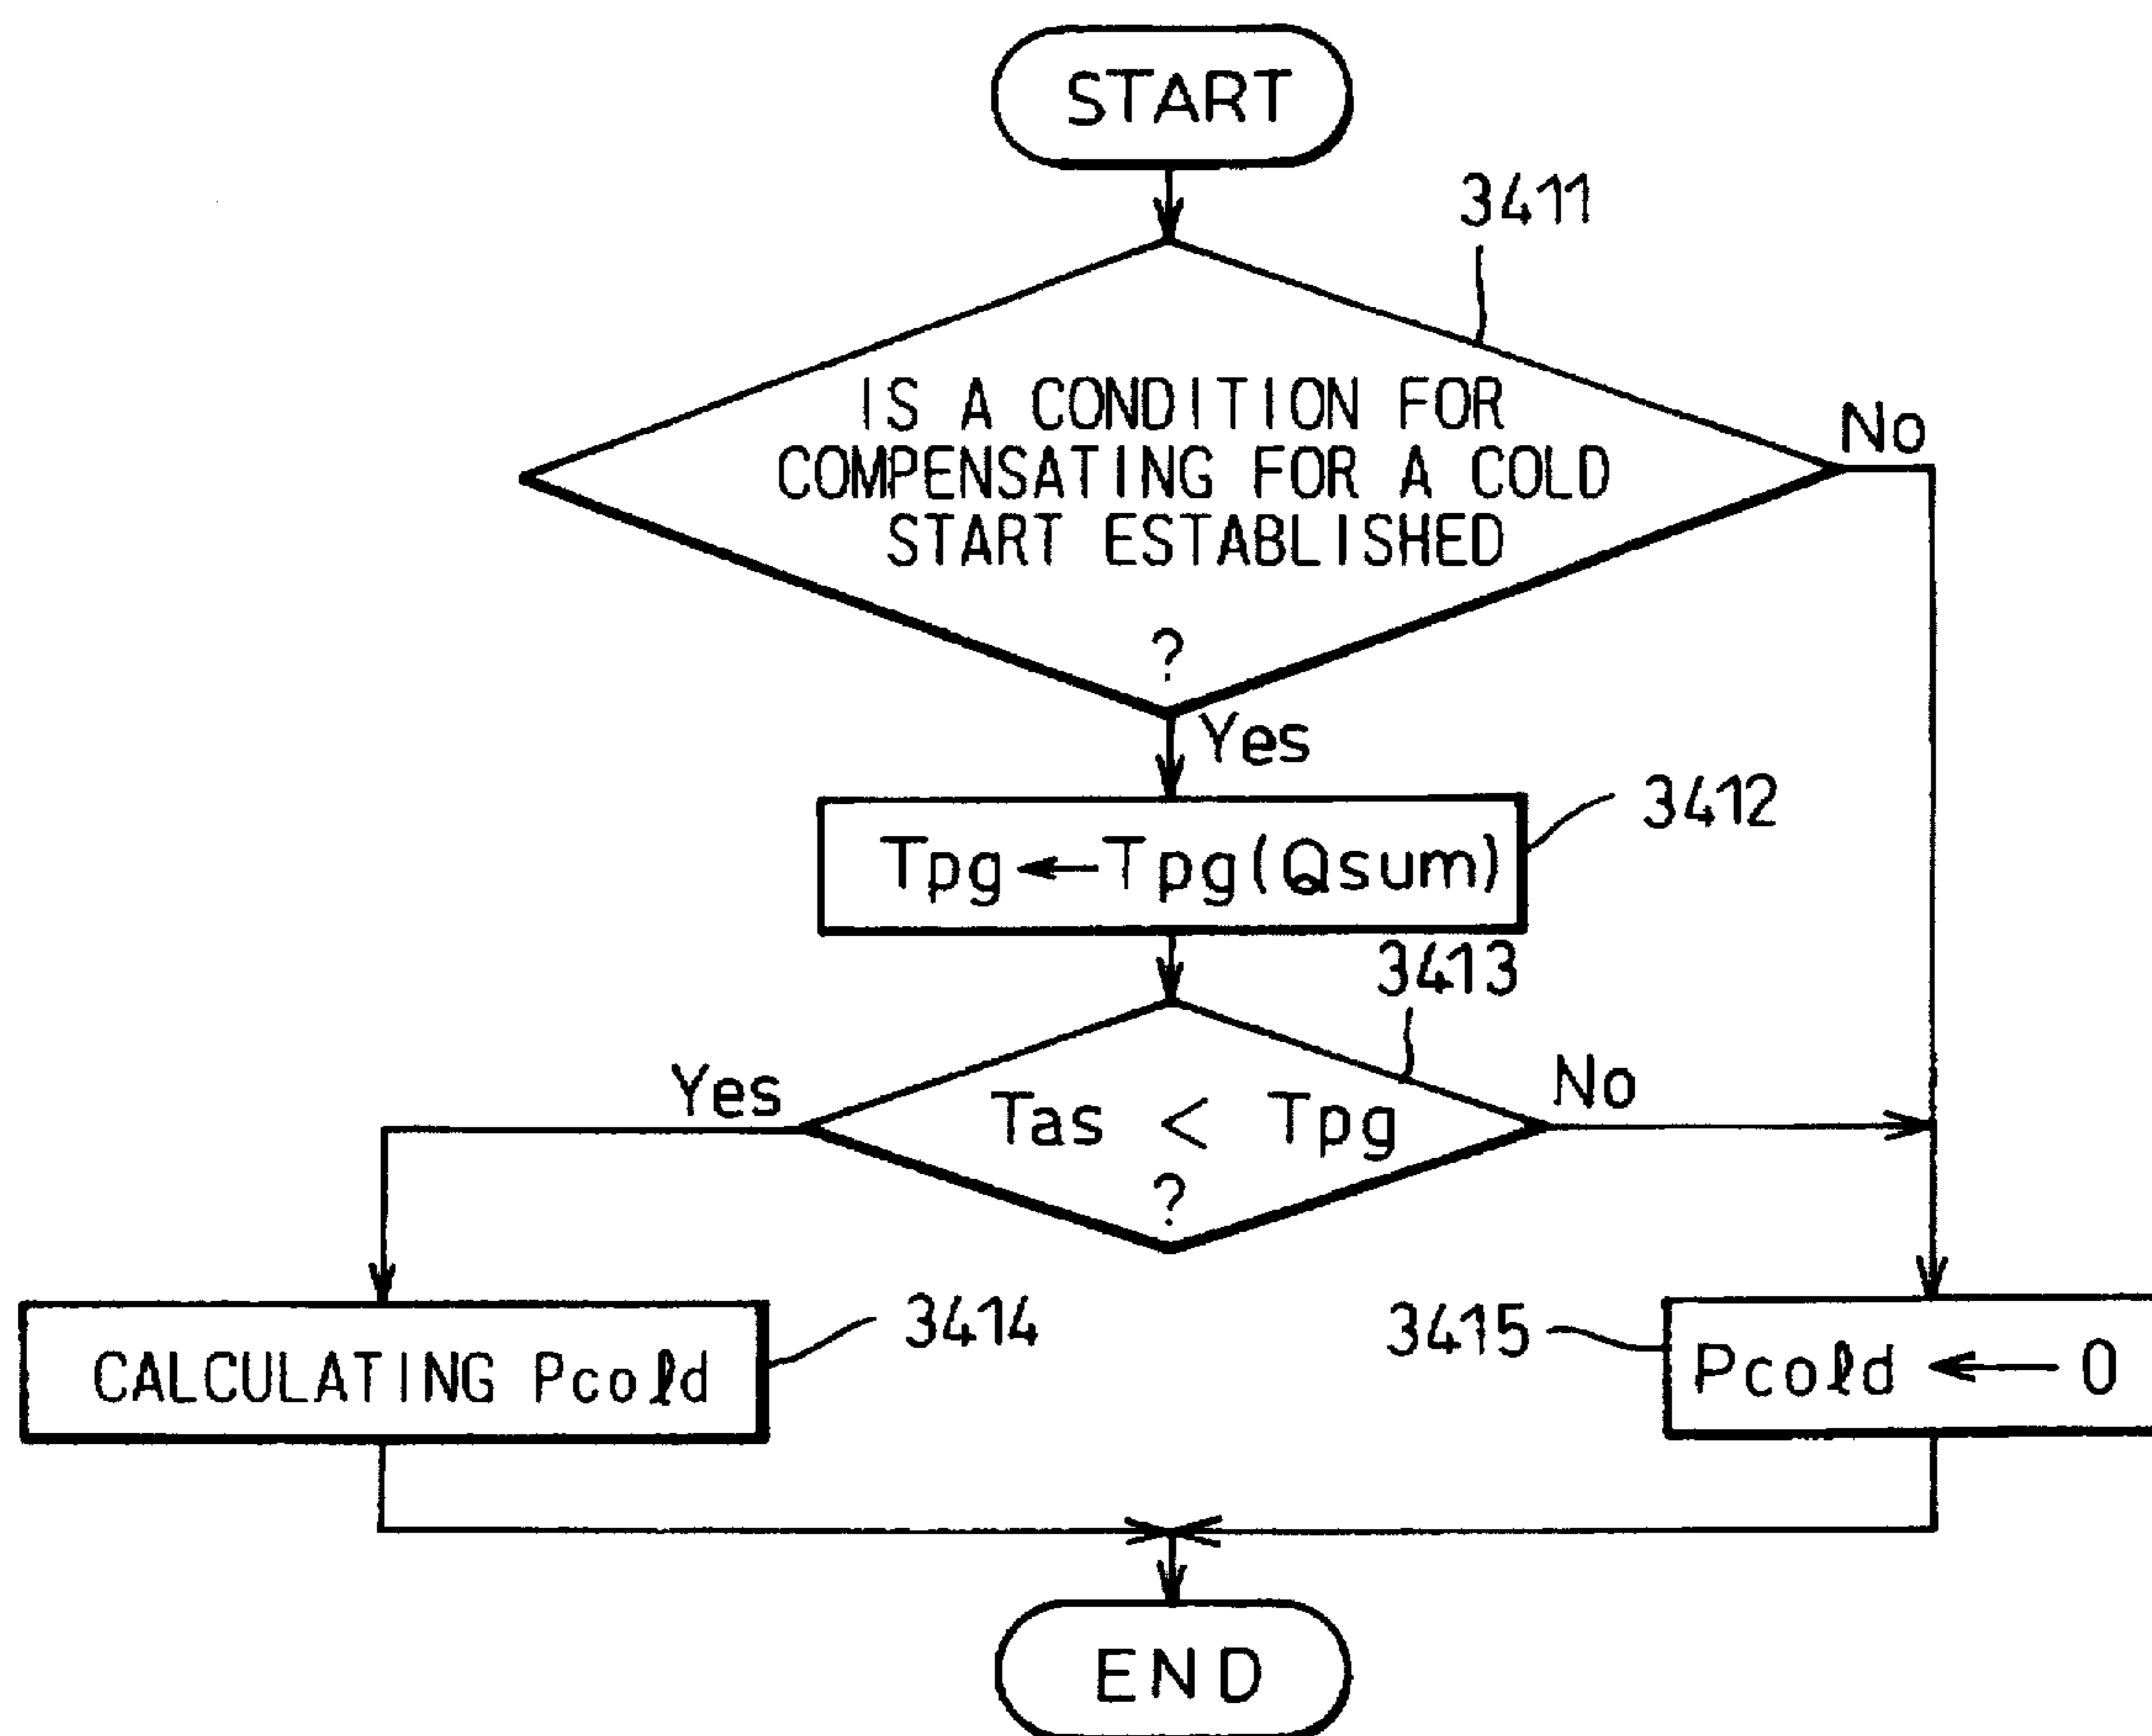 START
3411
IS A CONDITION FOR
COMPENSATING FOR A COLD
START ESTABLISHED
?
No
Yes
3412
Tpg ← Tpg(Qsum)
3413
Yes
Tas < Tpg
?
No
3414
CALCULATING Pcold
3415
Pcold ← 0
END